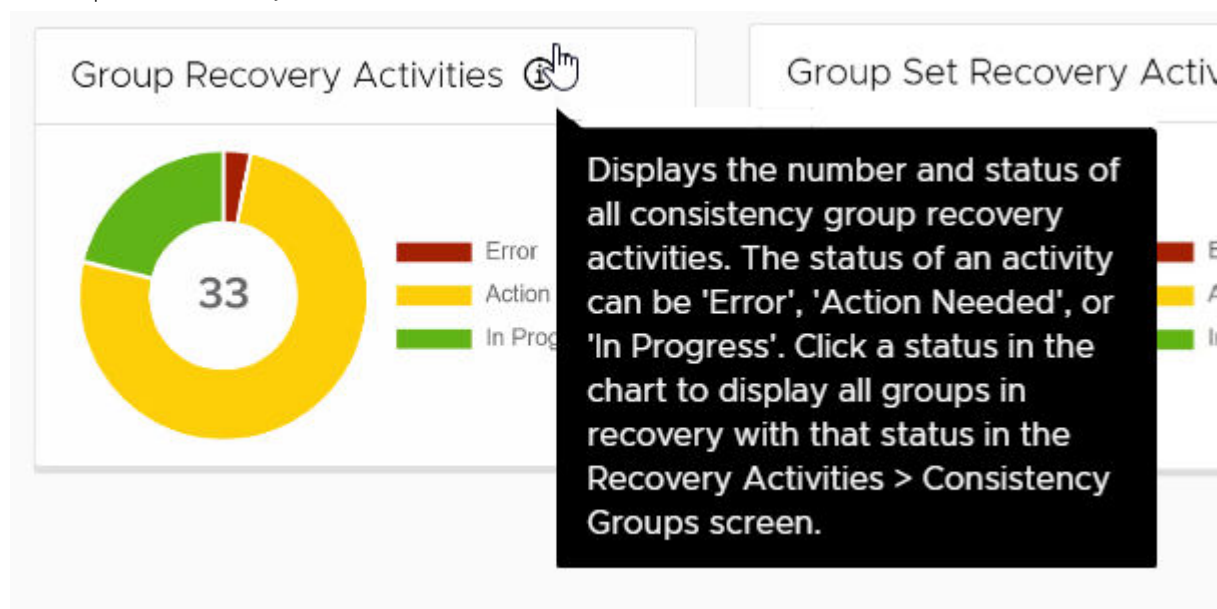 Group Recovery Activities
Group Set Recovery Activ
33
Error
Action
In Prog
Displays the number and status of
all consistency group recovery
activities. The status of an activity
can be 'Error', 'Action Needed', or
'In Progress'. Click a status in the
chart to display all groups in
recovery with that status in the
Recovery Activities > Consistency
Groups screen.